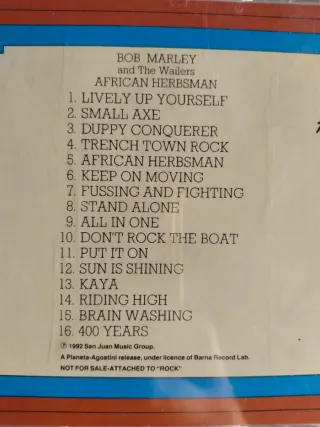 BOB MARLEY
and The Wailers
AFRICAN HERBSMAN
1. LIVELY UP YOURSELF
2. SMALL AXE
3. DUPPY CONQUERER
4. TRENCH TOWN ROCK
5. AFRICAN HERBSMAN
6. KEEP ON MOVING
7. FUSSING AND FIGHTING
8. STAND ALONE
9. ALL IN ONE
10. DON'T ROCK THE BOAT
11. PUT IT ON
12. SUN IS SHINING
13. KAYA
14. RIDING HIGH
15. BRAIN WASHING
16. 400 YEARS
℗ 1992 San Juan Music Group.
A Planeta-Agostini release, under licence of Barna Record Lab.
NOT FOR SALE-ATTACHED TO "ROCK"